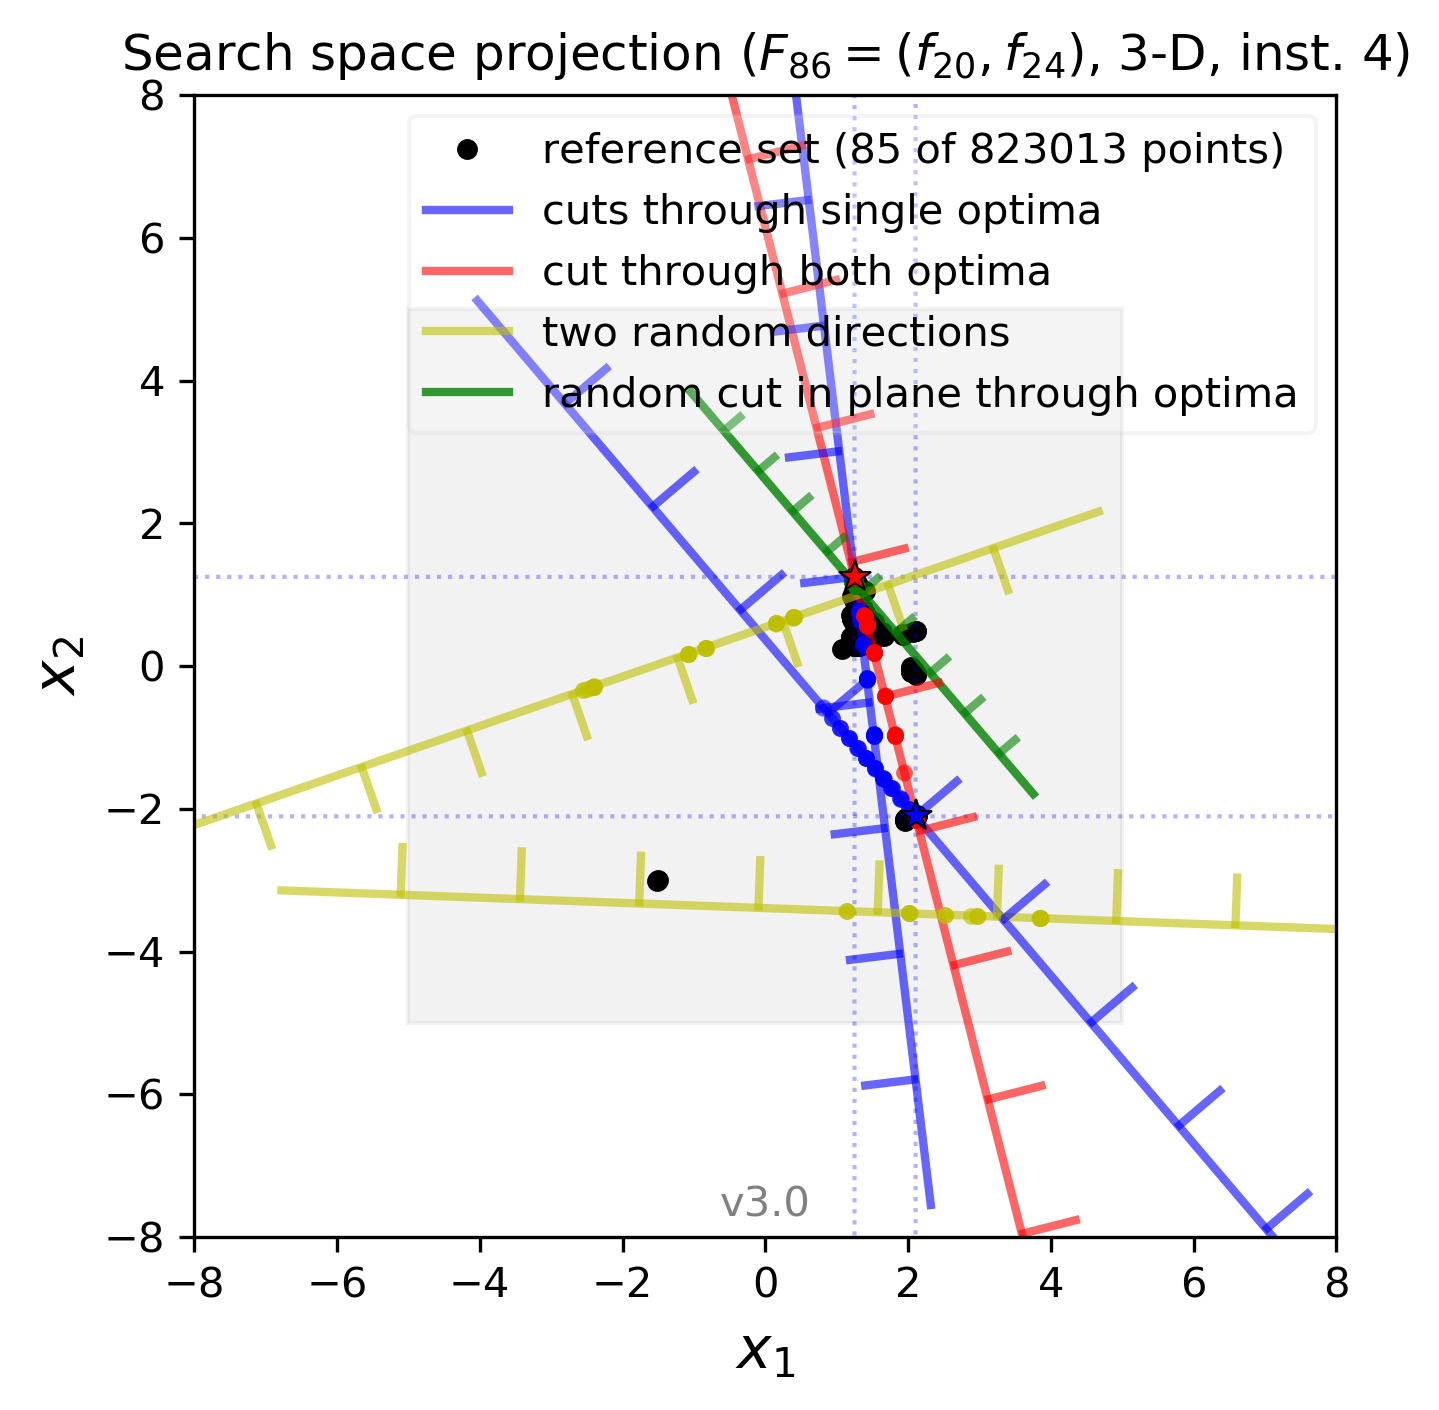 Search space projection (F₈₆ = (f₂₀, f₂₄), 3-D, inst. 4)
reference set (85 of 823013 points)
cuts through single optima
cut through both optima
two random directions
random cut in plane through optima
8
6
4
2
0
−2
−4
−6
−8
x₂
v3.0
−8 −6 −4 −2 0 2 4 6 8
x₁